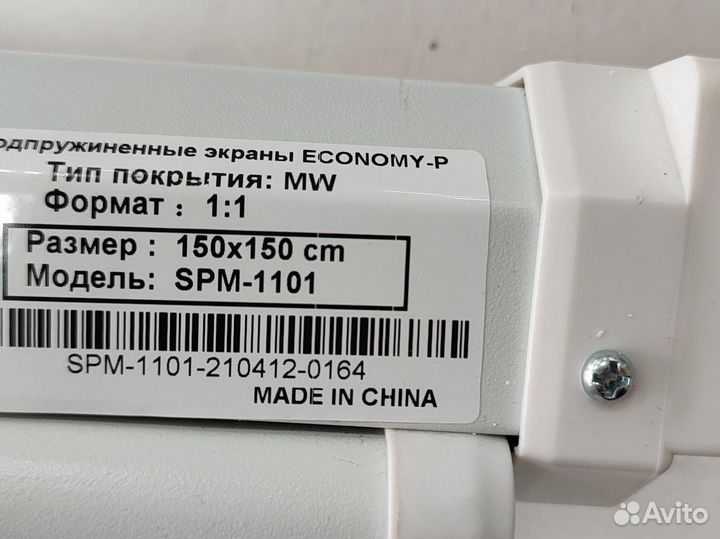 одпружиненные экраны ECONOMY-P
Тип покрытия: MW
Формат : 1:1
Размер : 150x150 cm
Модель: SPM-1101
SPM-1101-210412-0164
MADE IN CHINA
Avito